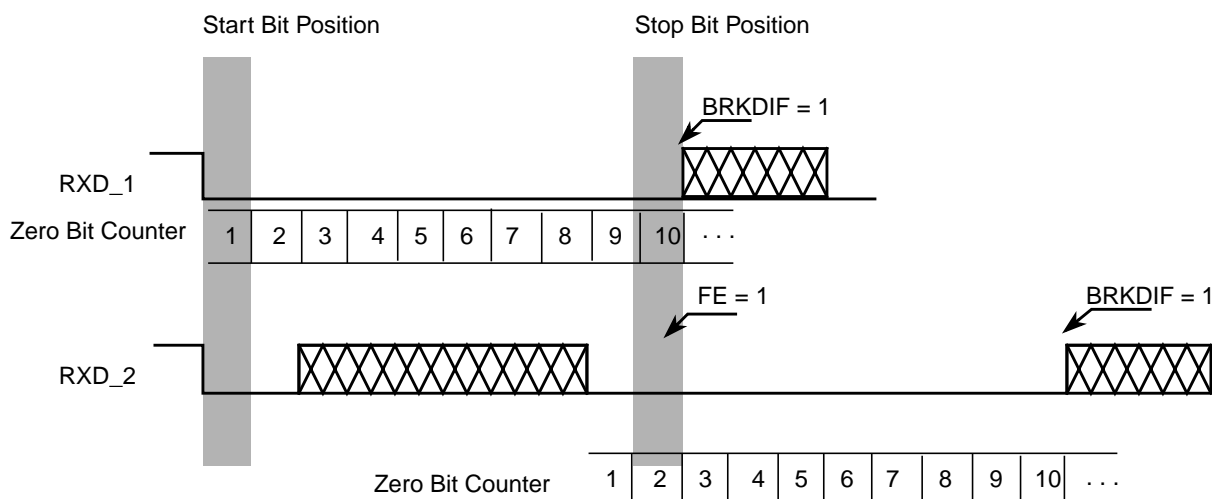 Start Bit Position Stop Bit Position
BRKDIF = 1
RXD_1
Zero Bit Counter 1 2 3 4 5 6 7 8 9 10 . . .
FE = 1 BRKDIF = 1
RXD_2
Zero Bit Counter 1 2 3 4 5 6 7 8 9 10 . . .